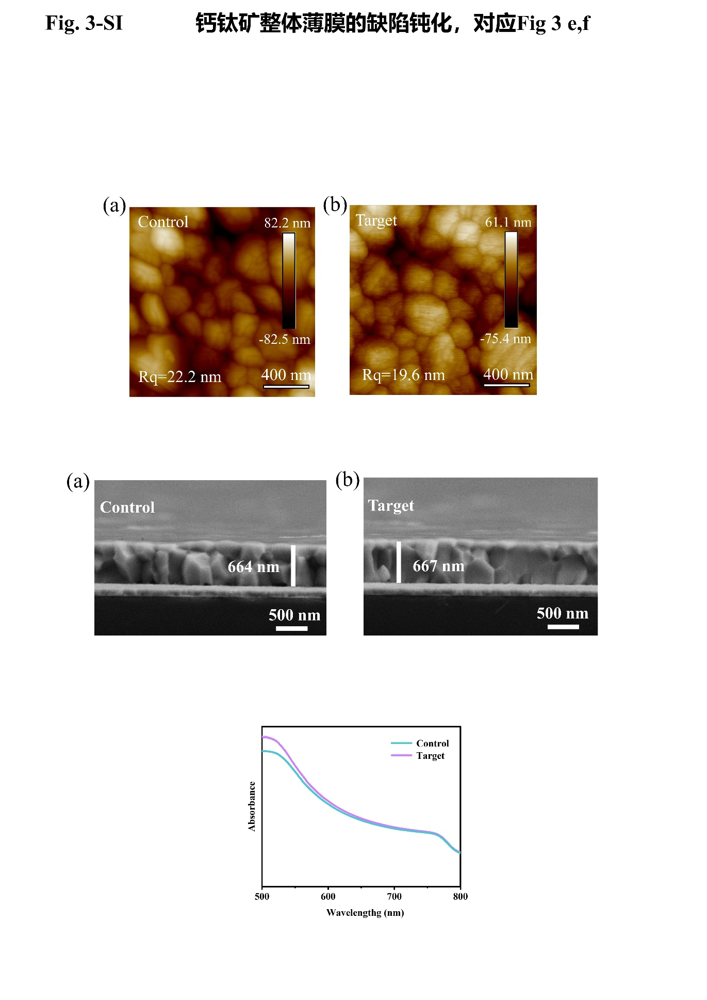 Fig. 3-SI 钙钛矿整体薄膜的缺陷钝化，对应Fig 3 e,f
(a)
Control
82.2 nm
-82.5 nm
Rq=22.2 nm
400 nm
(b)
Target
61.1 nm
-75.4 nm
Rq=19.6 nm
400 nm
(a)
Control
664 nm
500 nm
(b)
Target
667 nm
500 nm
Control
Target
Absorbance
500 600 700 800
Wavelengthg (nm)